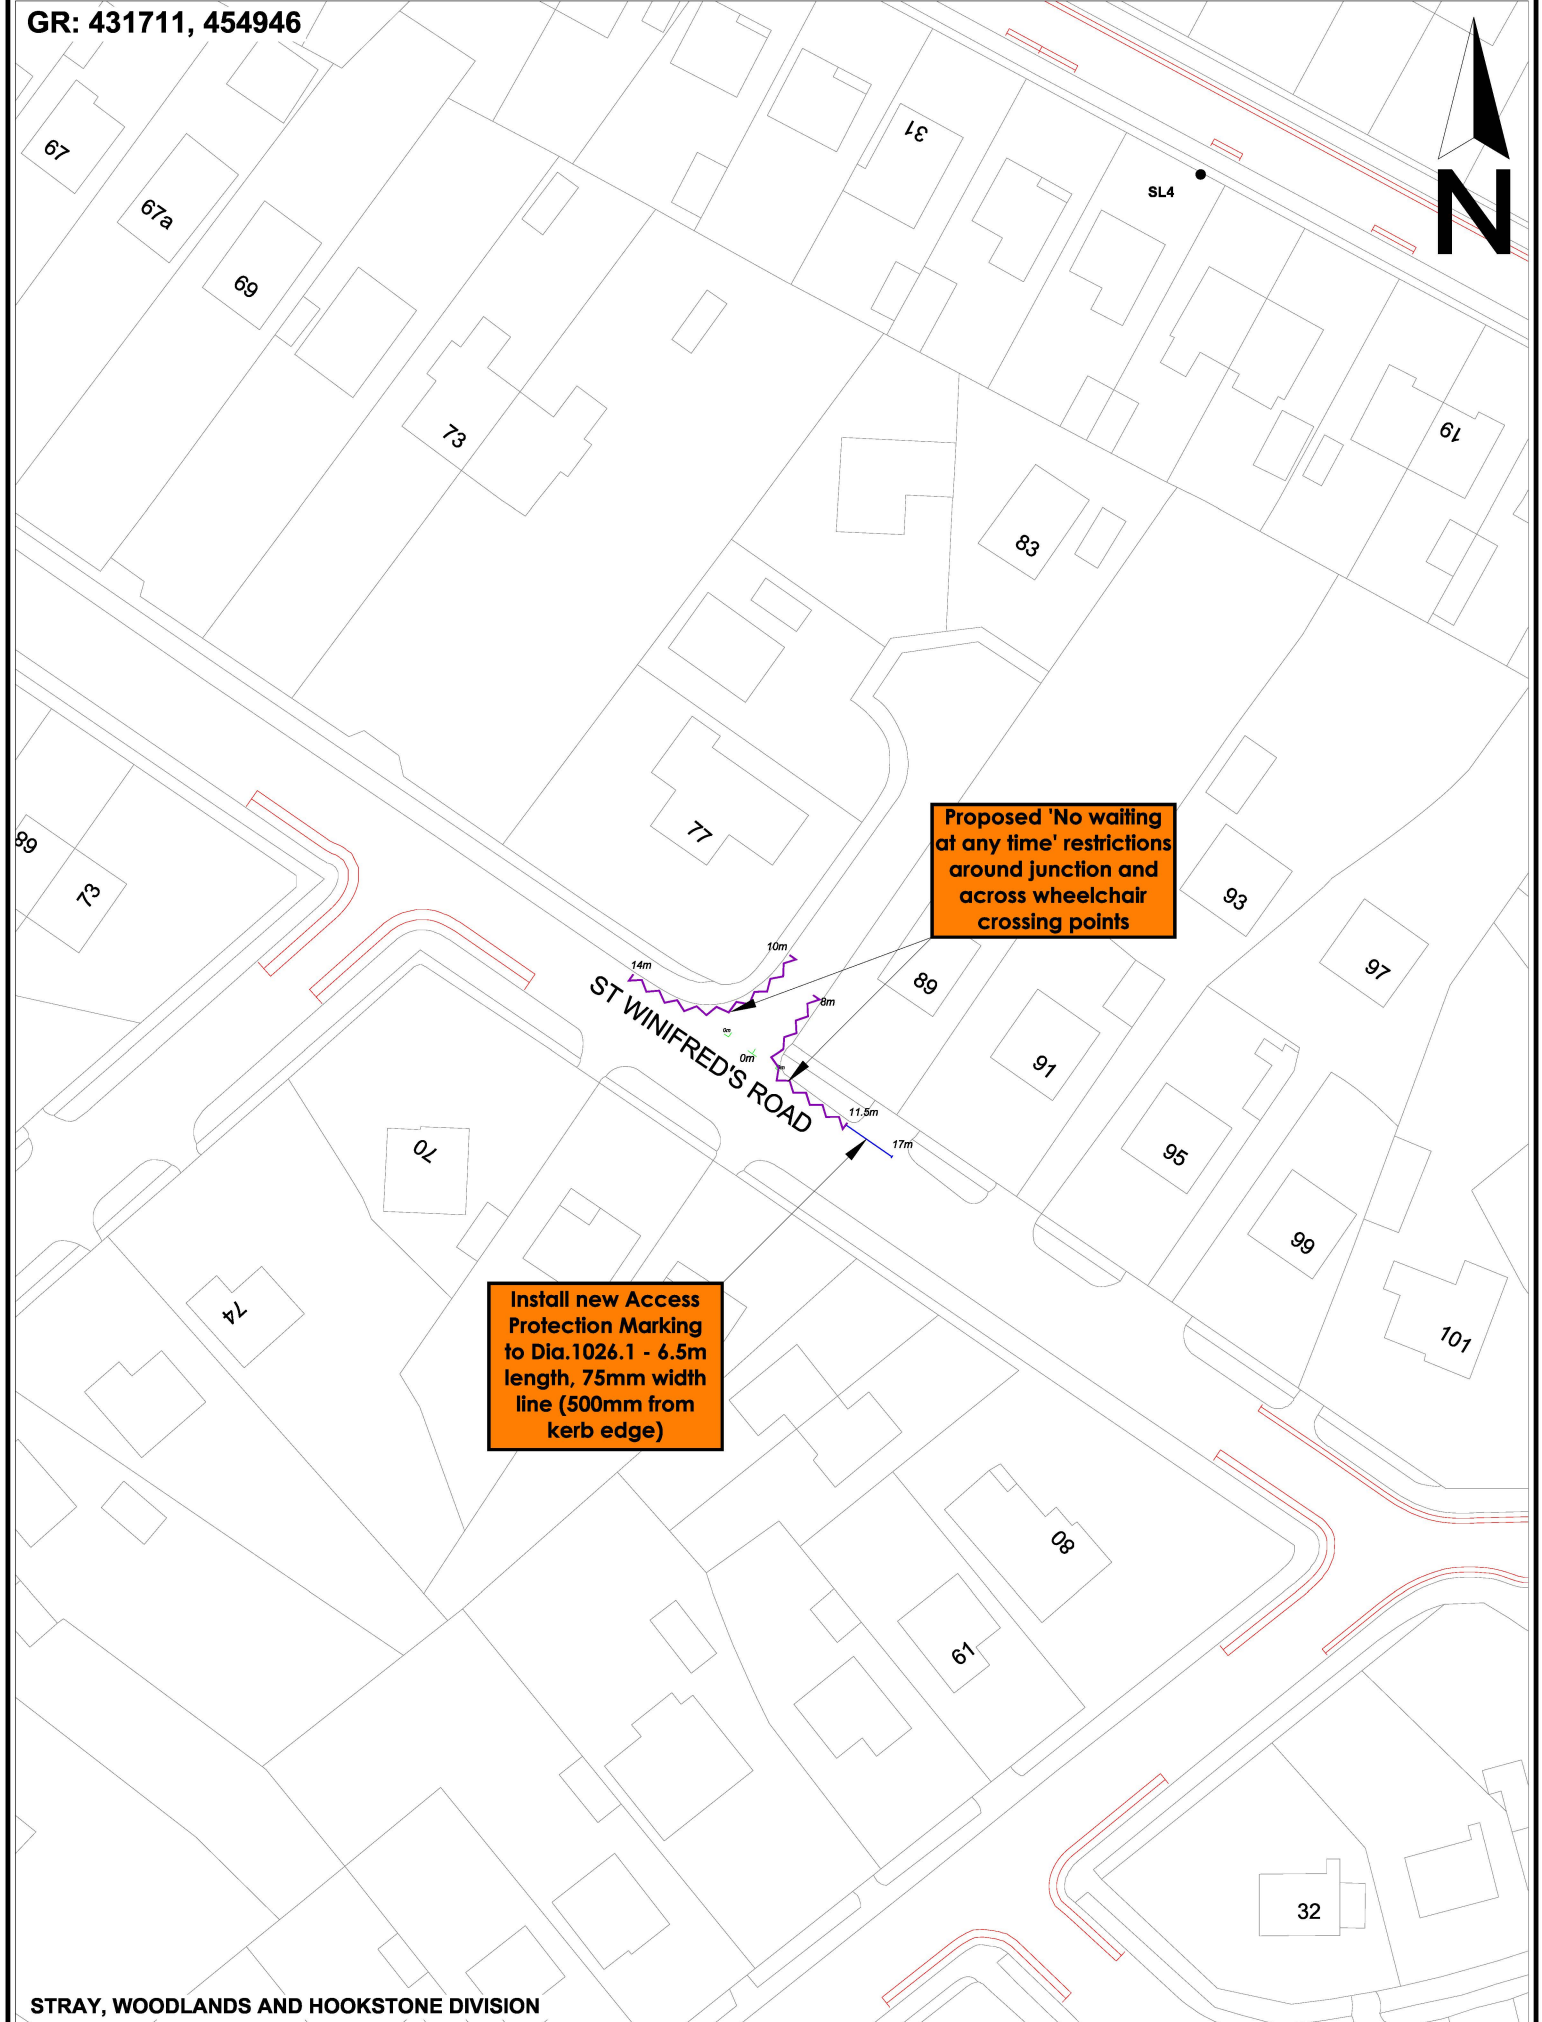 GR: 431711, 454946
N
SL4
31
67
67a
69
73
19
83
77
89
73
Proposed 'No waiting
at any time' restrictions
around junction and
across wheelchair
crossing points
93
97
89
91
95
99
101
10m
14m
8m
0m
0m
ST WINIFRED'S ROAD
11.5m
17m
70
74
Install new Access
Protection Marking
to Dia.1026.1 - 6.5m
length, 75mm width
line (500mm from
kerb edge)
80
61
32
STRAY, WOODLANDS AND HOOKSTONE DIVISION